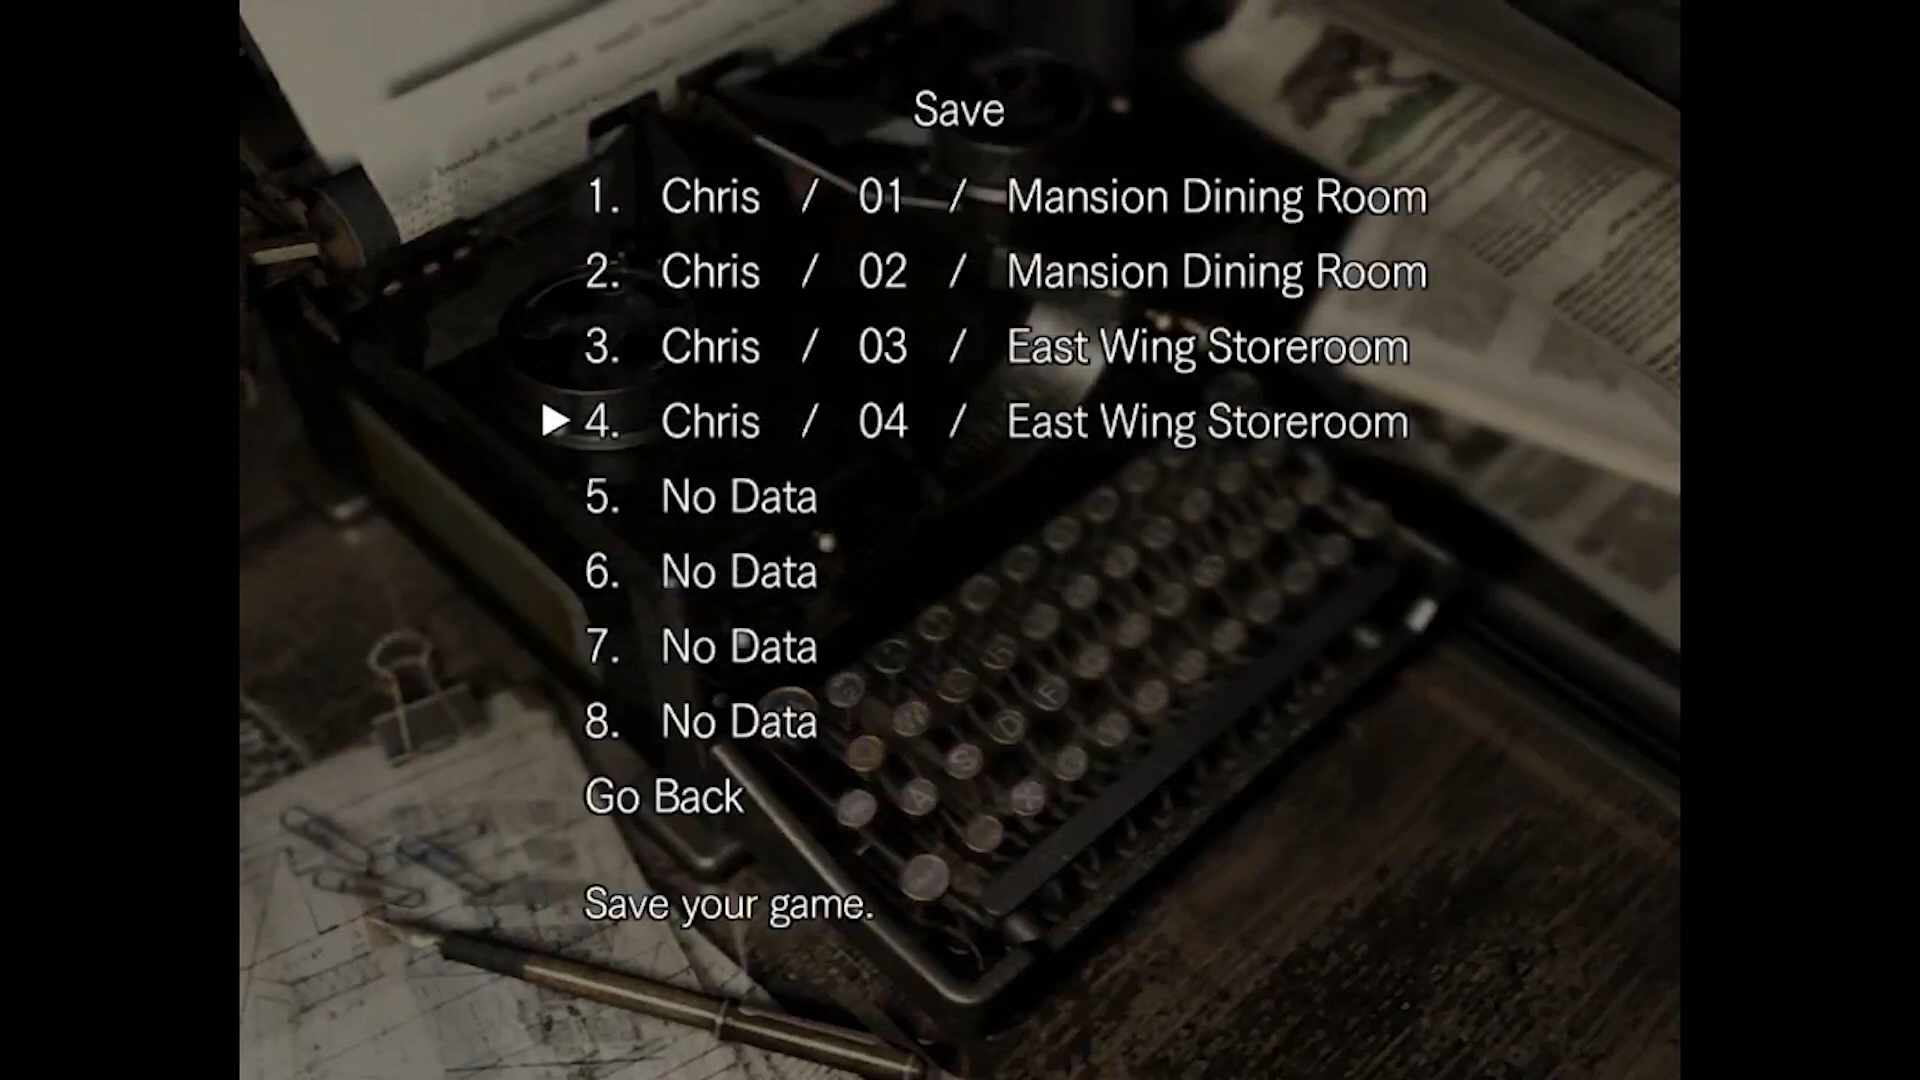 Save
1. Chris / 01 / Mansion Dining Room
2. Chris / 02 / Mansion Dining Room
3. Chris / 03 / East Wing Storeroom
4. Chris / 04 / East Wing Storeroom
5. No Data
6. No Data
7. No Data
8. No Data
Go Back
Save your game.